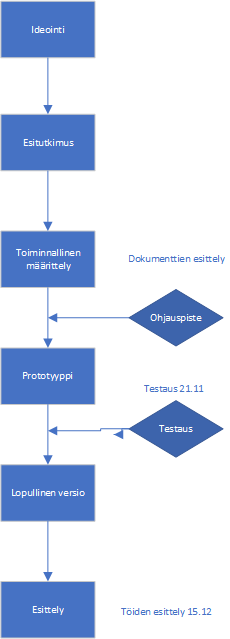 Ideointi
Esitutkimus
Toiminnallinen
määrittely
Dokumenttien esittely
Ohjauspiste
Prototyyppi
Testaus 21.11
Testaus
Lopullinen versio
Esittely
Töiden esittely 15.12